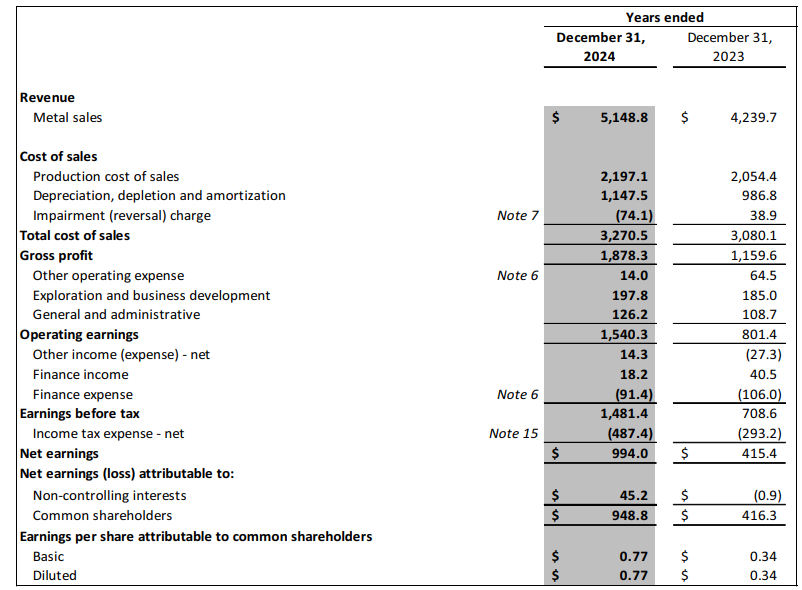 Years ended
December 31, December 31,
2024 2023
Revenue
Metal sales $ 5,148.8 $ 4,239.7
Cost of sales
Production cost of sales 2,197.1 2,054.4
Depreciation, depletion and amortization 1,147.5 986.8
Impairment (reversal) charge Note 7 (74.1) 38.9
Total cost of sales 3,270.5 3,080.1
Gross profit 1,878.3 1,159.6
Other operating expense Note 6 14.0 64.5
Exploration and business development 197.8 185.0
General and administrative 126.2 108.7
Operating earnings 1,540.3 801.4
Other income (expense) - net 14.3 (27.3)
Finance income 18.2 40.5
Finance expense Note 6 (91.4) (106.0)
Earnings before tax 1,481.4 708.6
Income tax expense - net Note 15 (487.4) (293.2)
Net earnings $ 994.0 $ 415.4
Net earnings (loss) attributable to:
Non-controlling interests $ 45.2 $ (0.9)
Common shareholders $ 948.8 $ 416.3
Earnings per share attributable to common shareholders
Basic $ 0.77 $ 0.34
Diluted $ 0.77 $ 0.34